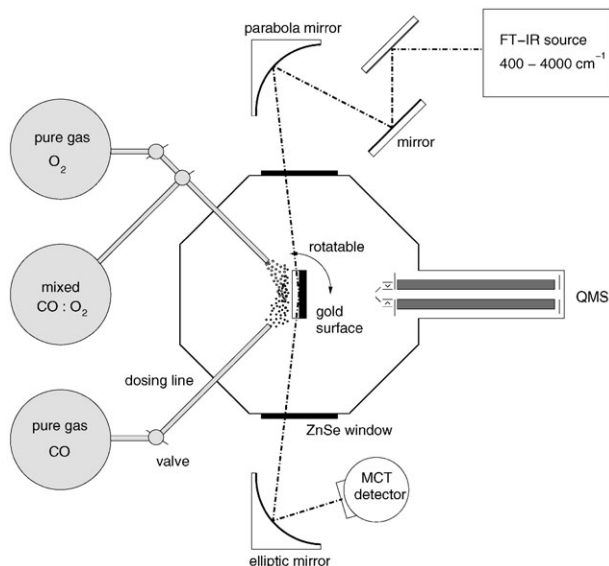 parabola mirror
FT−IR source
400 − 4000 cm⁻¹
mirror
pure gas
O₂
rotatable
mixed
CO : O₂
gold
surface
QMS
dosing line
pure gas
CO
valve
ZnSe window
MCT
detector
elliptic mirror